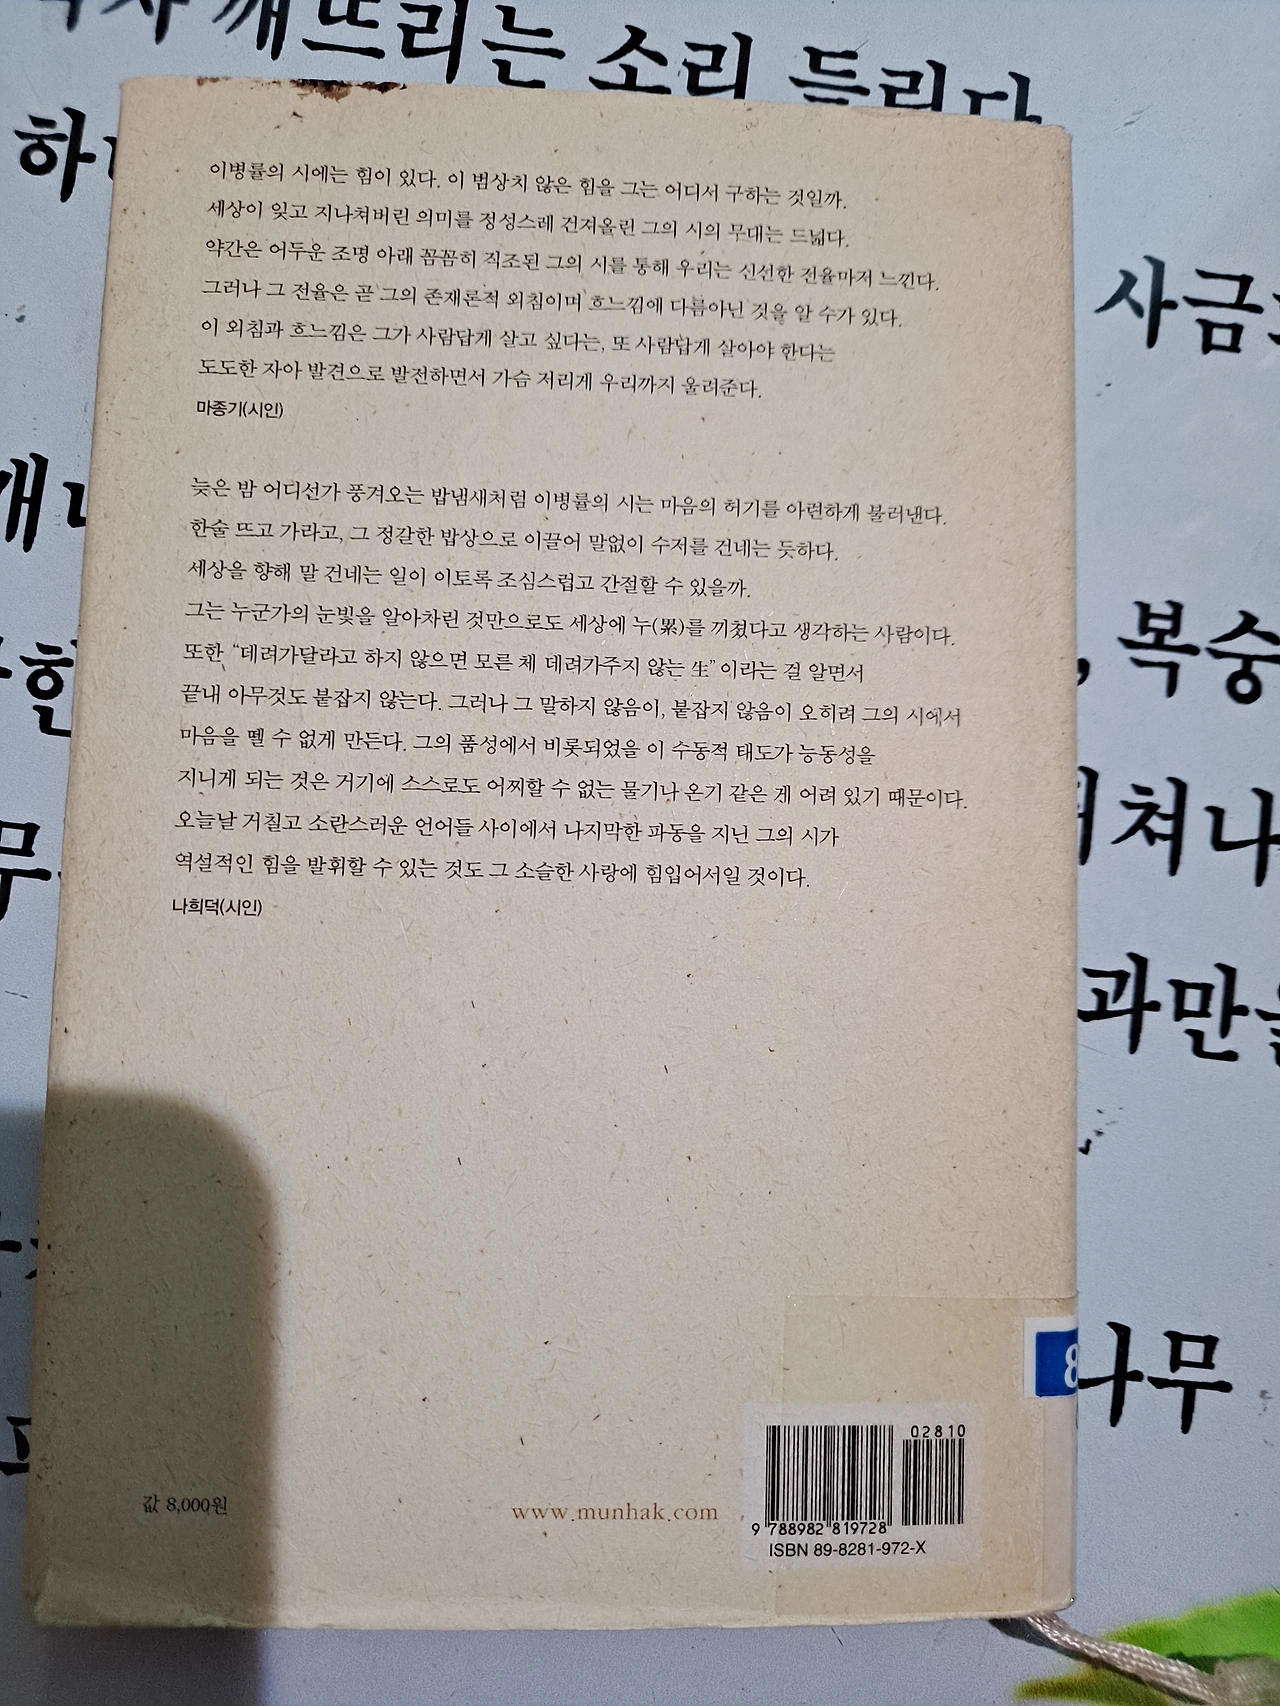 깨뜨리는 소리 들린다
사금
복숭
쳐나
과만을
나무
이병률의 시에는 힘이 있다. 이 범상치 않은 힘을 그는 어디서 구하는 것일까.
세상이 잊고 지나쳐버린 의미를 정성스레 건져올린 그의 시의 무대는 드넓다.
약간은 어두운 조명 아래 꼼꼼히 직조된 그의 시를 통해 우리는 신선한 전율마저 느낀다.
그러나 그 전율은 곧 그의 존재론적 외침이며 흐느낌에 다름아닌 것을 알 수가 있다.
이 외침과 흐느낌은 그가 사람답게 살고 싶다는, 또 사람답게 살아야 한다는
도도한 자아 발견으로 발전하면서 가슴 저리게 우리까지 울려준다.
마종기(시인)
늦은 밤 어디선가 풍겨오는 밥냄새처럼 이병률의 시는 마음의 허기를 아련하게 불러낸다.
한술 뜨고 가라고, 그 정갈한 밥상으로 이끌어 말없이 수저를 건네는 듯하다.
세상을 향해 말 건네는 일이 이토록 조심스럽고 간절할 수 있을까.
그는 누군가의 눈빛을 알아차린 것만으로도 세상에 누(累)를 끼쳤다고 생각하는 사람이다.
또한 “데려가달라고 하지 않으면 모른 체 데려가주지 않는 生”이라는 걸 알면서
끝내 아무것도 붙잡지 않는다. 그러나 그 말하지 않음이, 붙잡지 않음이 오히려 그의 시에서
마음을 뗄 수 없게 만든다. 그의 품성에서 비롯되었을 이 수동적 태도가 능동성을
지니게 되는 것은 거기에 스스로도 어찌할 수 없는 물기나 온기 같은 게 어려 있기 때문이다.
오늘날 거칠고 소란스러운 언어들 사이에서 나지막한 파동을 지닌 그의 시가
역설적인 힘을 발휘할 수 있는 것도 그 소슬한 사랑에 힘입어서일 것이다.
나희덕(시인)
8
02810
값 8,000원
www.munhak.com
9 788982 819728
ISBN 89-8281-972-X